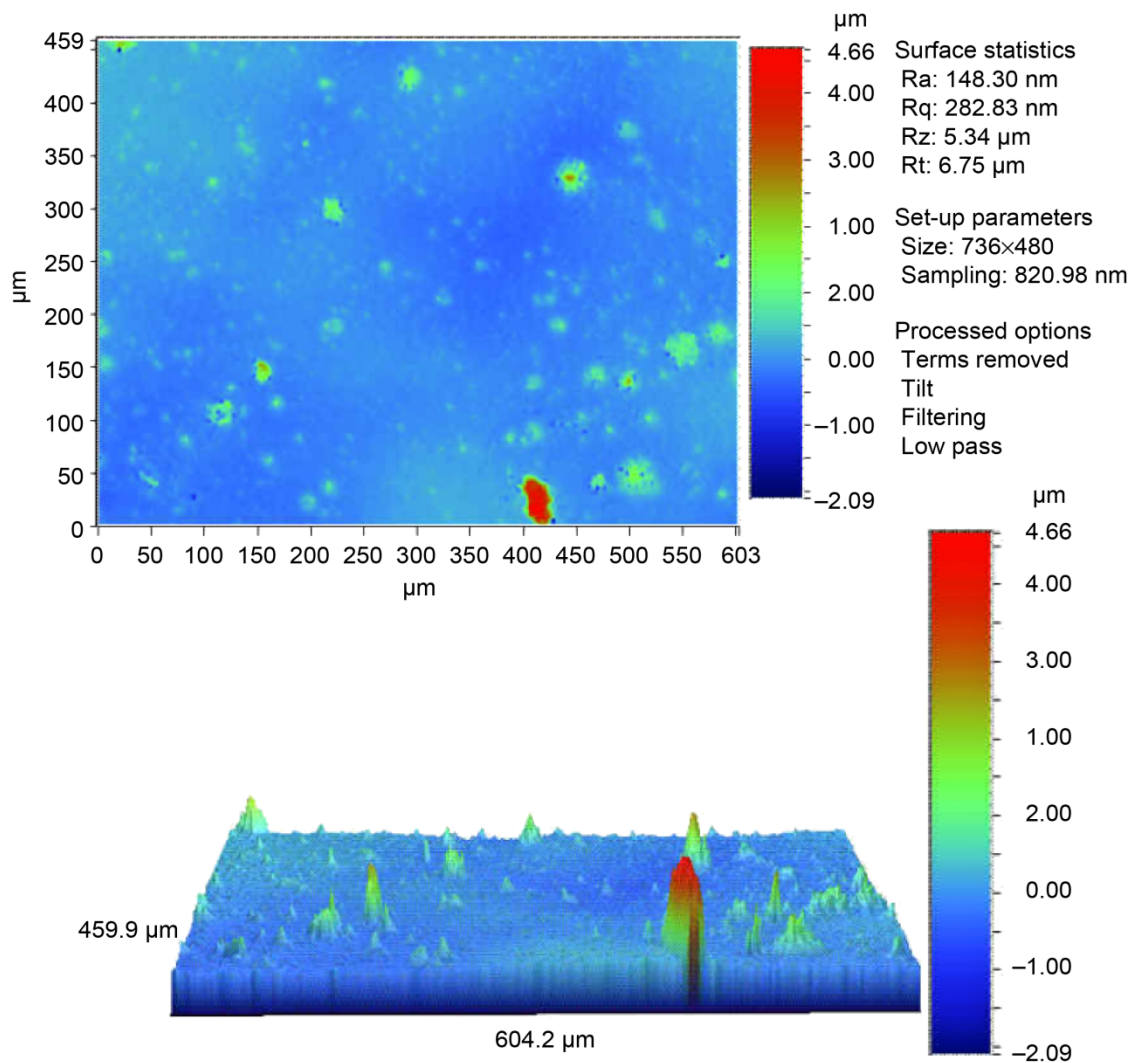 µm
459
400
350
300
250
200
150
100
50
0
µm
0 50 100 150 200 250 300 350 400 450 500 550 603
µm
4.66
4.00
3.00
1.00
2.00
0.00
–1.00
–2.09
Surface statistics
Ra: 148.30 nm
Rq: 282.83 nm
Rz: 5.34 µm
Rt: 6.75 µm
Set-up parameters
Size: 736×480
Sampling: 820.98 nm
Processed options
Terms removed
Tilt
Filtering
Low pass
µm
4.66
4.00
3.00
1.00
2.00
0.00
–1.00
–2.09
459.9 µm
604.2 µm